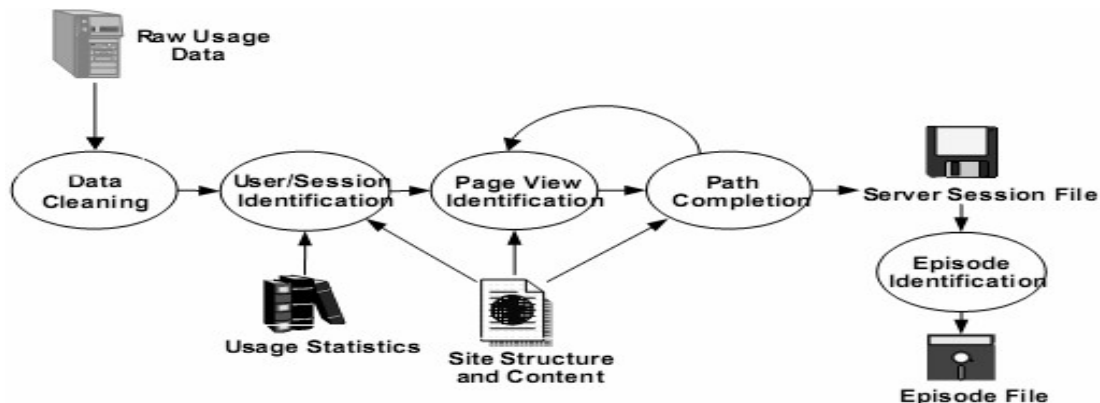 Raw Usage
Data
Data
Cleaning
User/Session
Identification
Page View
Identification
Path
Completion
Server Session File
Episode
Identification
Usage Statistics
Site Structure
and Content
Episode File